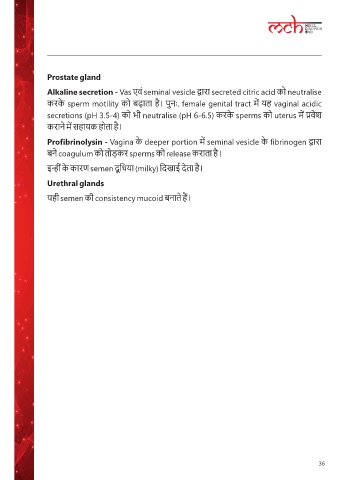 mch
Prostate gland
Alkaline secretion - Vas एवं seminal vesicle द्वारा secreted citric acid को neutralise
करके sperm motility को बढ़ाता है। पुनः, female genital tract में यह vaginal acidic
secretions (pH 3.5-4) को भी neutralise (pH 6-6.5) करके sperms को uterus में प्रवेश
कराने में सहायक होता है।
Profibrinolysin - Vagina के deeper portion में seminal vesicle के fibrinogen द्वारा
बने coagulum को तोड़कर sperms को release कराता है।
इन्हीं के कारण semen दूधिया (milky) दिखाई देता है।
Urethral glands
यही semen की consistency mucoid बनाते हैं।
36